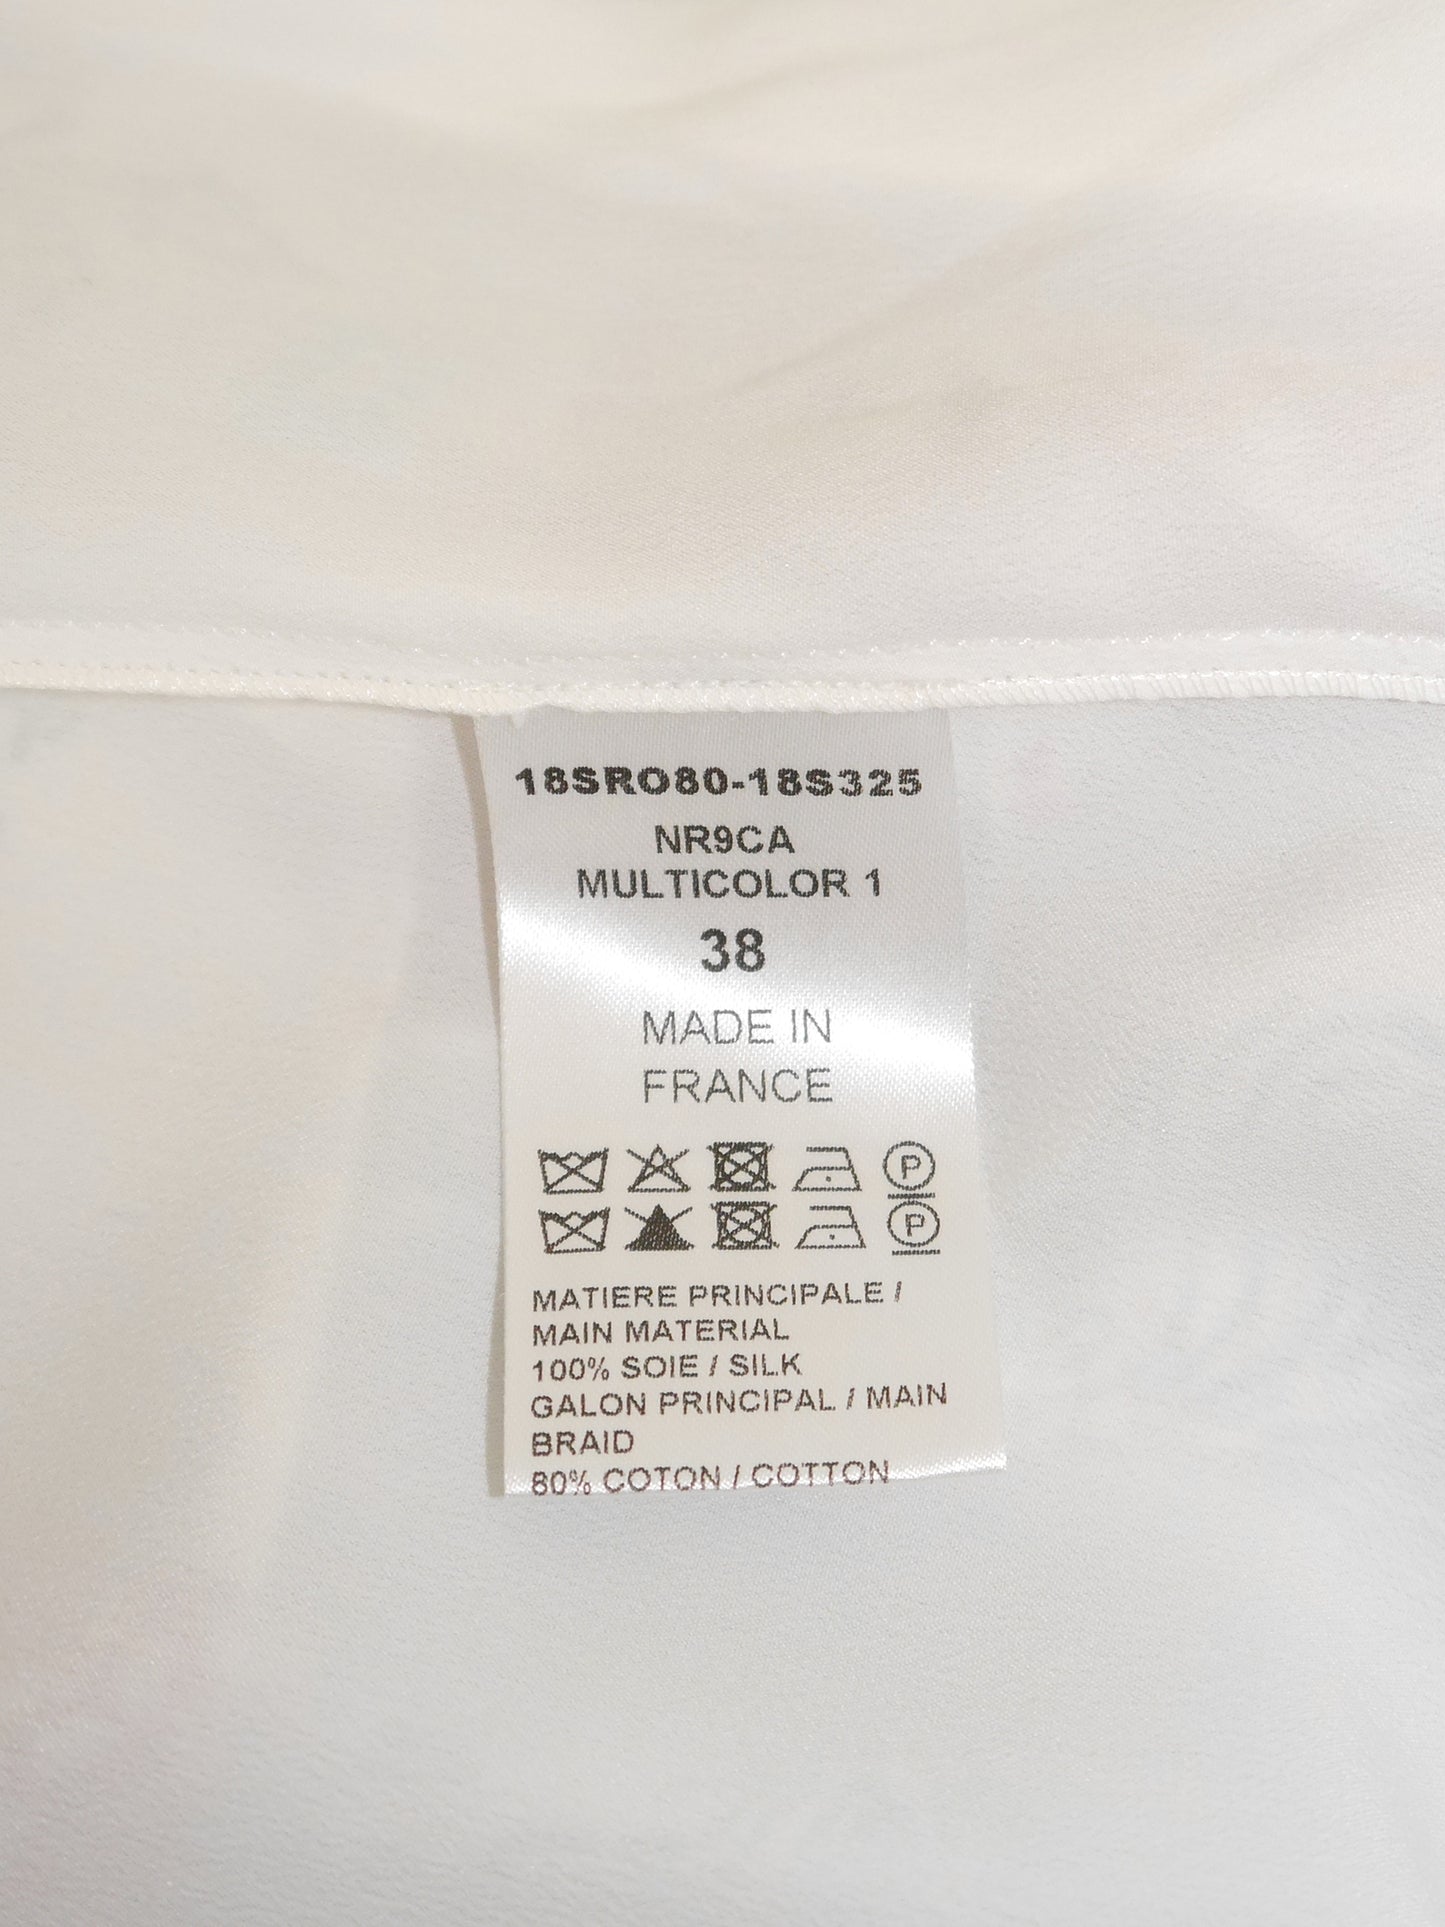 18SRO80-18S325
NR9CA
MULTICOLOR 1
38
MADE IN
FRANCE
P
P
MATIERE PRINCIPALE /
MAIN MATERIAL
100% SOIE / SILK
GALON PRINCIPAL / MAIN
BRAID
80% COTON / COTTON